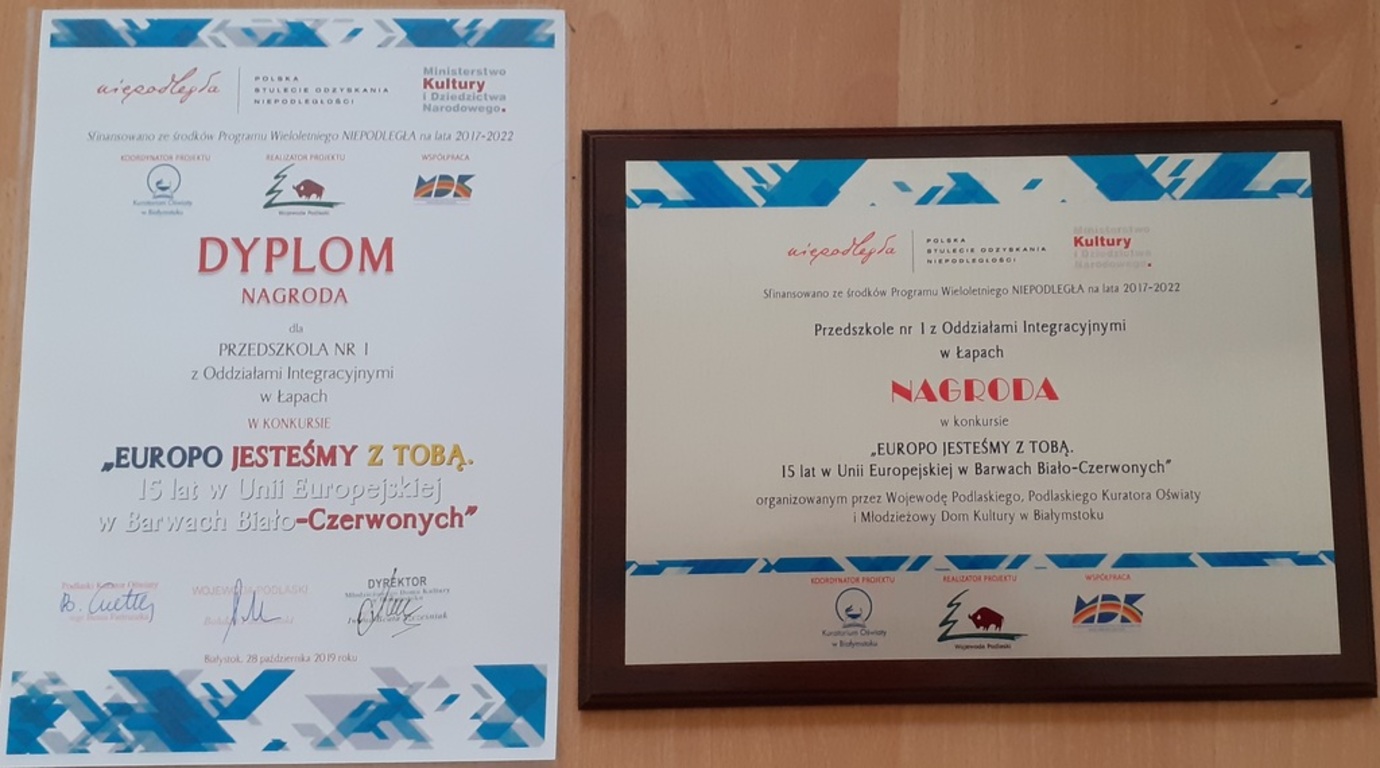 niepodległa
POLSKA
STULECIE ODZYSKANIA
NIEPODLEGŁOŚCI
Ministerstwo
Kultury
i Dziedzictwa
Narodowego.
Sfinansowano ze środków Programu Wieloletniego NIEPODLEGŁA na lata 2017-2022
KOORDYNATOR PROJEKTU
REALIZATOR PROJEKTU
WSPÓŁPRACA
Kuratorium Oświaty
w Białymstoku
Wojewoda Podlaski
MDK
DYPLOM
NAGRODA
dla
PRZEDSZKOLA NR 1
z Oddziałami Integracyjnymi
w Łapach
W KONKURSIE
„EUROPO JESTEŚMY Z TOBĄ.
15 lat w Unii Europejskiej
w Barwach Biało-Czerwonych”
Podlaski Kurator Oświaty
WOJEWODA PODLASKI
DYREKTOR
Młodzieżowego Domu Kultury
Białystok, 28 października 2019 roku
niepodległa
POLSKA
STULECIE ODZYSKANIA
NIEPODLEGŁOŚCI
Ministerstwo
Kultury
i Dziedzictwa
Narodowego.
Sfinansowano ze środków Programu Wieloletniego NIEPODLEGŁA na lata 2017-2022
Przedszkole nr 1 z Oddziałami Integracyjnymi
w Łapach
NAGRODA
w konkursie
„EUROPO JESTEŚMY Z TOBĄ.
15 lat w Unii Europejskiej w Barwach Biało-Czerwonych”
organizowanym przez Wojewodę Podlaskiego, Podlaskiego Kuratora Oświaty
i Młodzieżowy Dom Kultury w Białymstoku
KOORDYNATOR PROJEKTU
REALIZATOR PROJEKTU
WSPÓŁPRACA
Kuratorium Oświaty
w Białymstoku
Wojewoda Podlaski
MDK